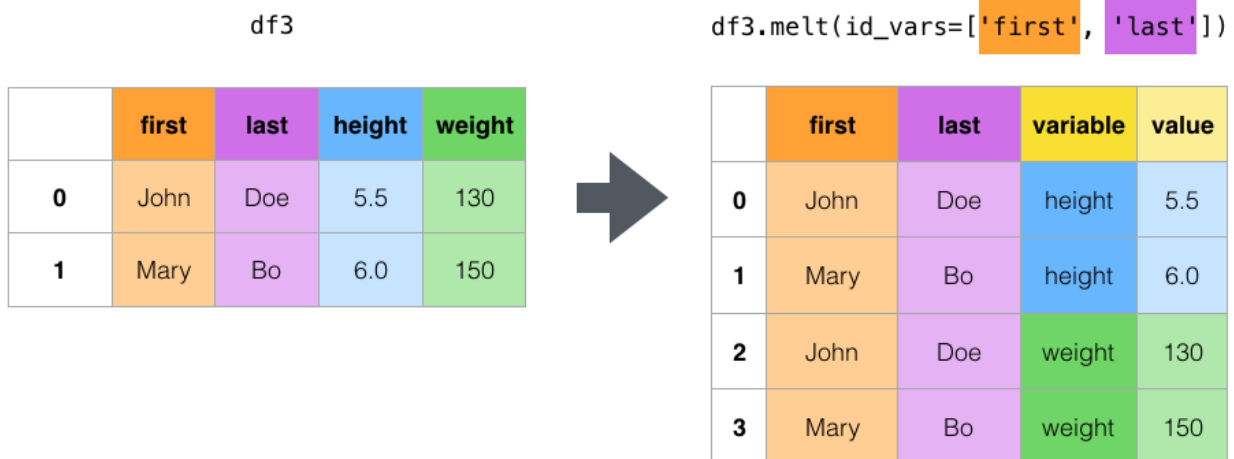 df3
df3.melt(id_vars=['first', 'last'])
first last height weight
0 John Doe 5.5 130
1 Mary Bo 6.0 150
first last variable value
0 John Doe height 5.5
1 Mary Bo height 6.0
2 John Doe weight 130
3 Mary Bo weight 150